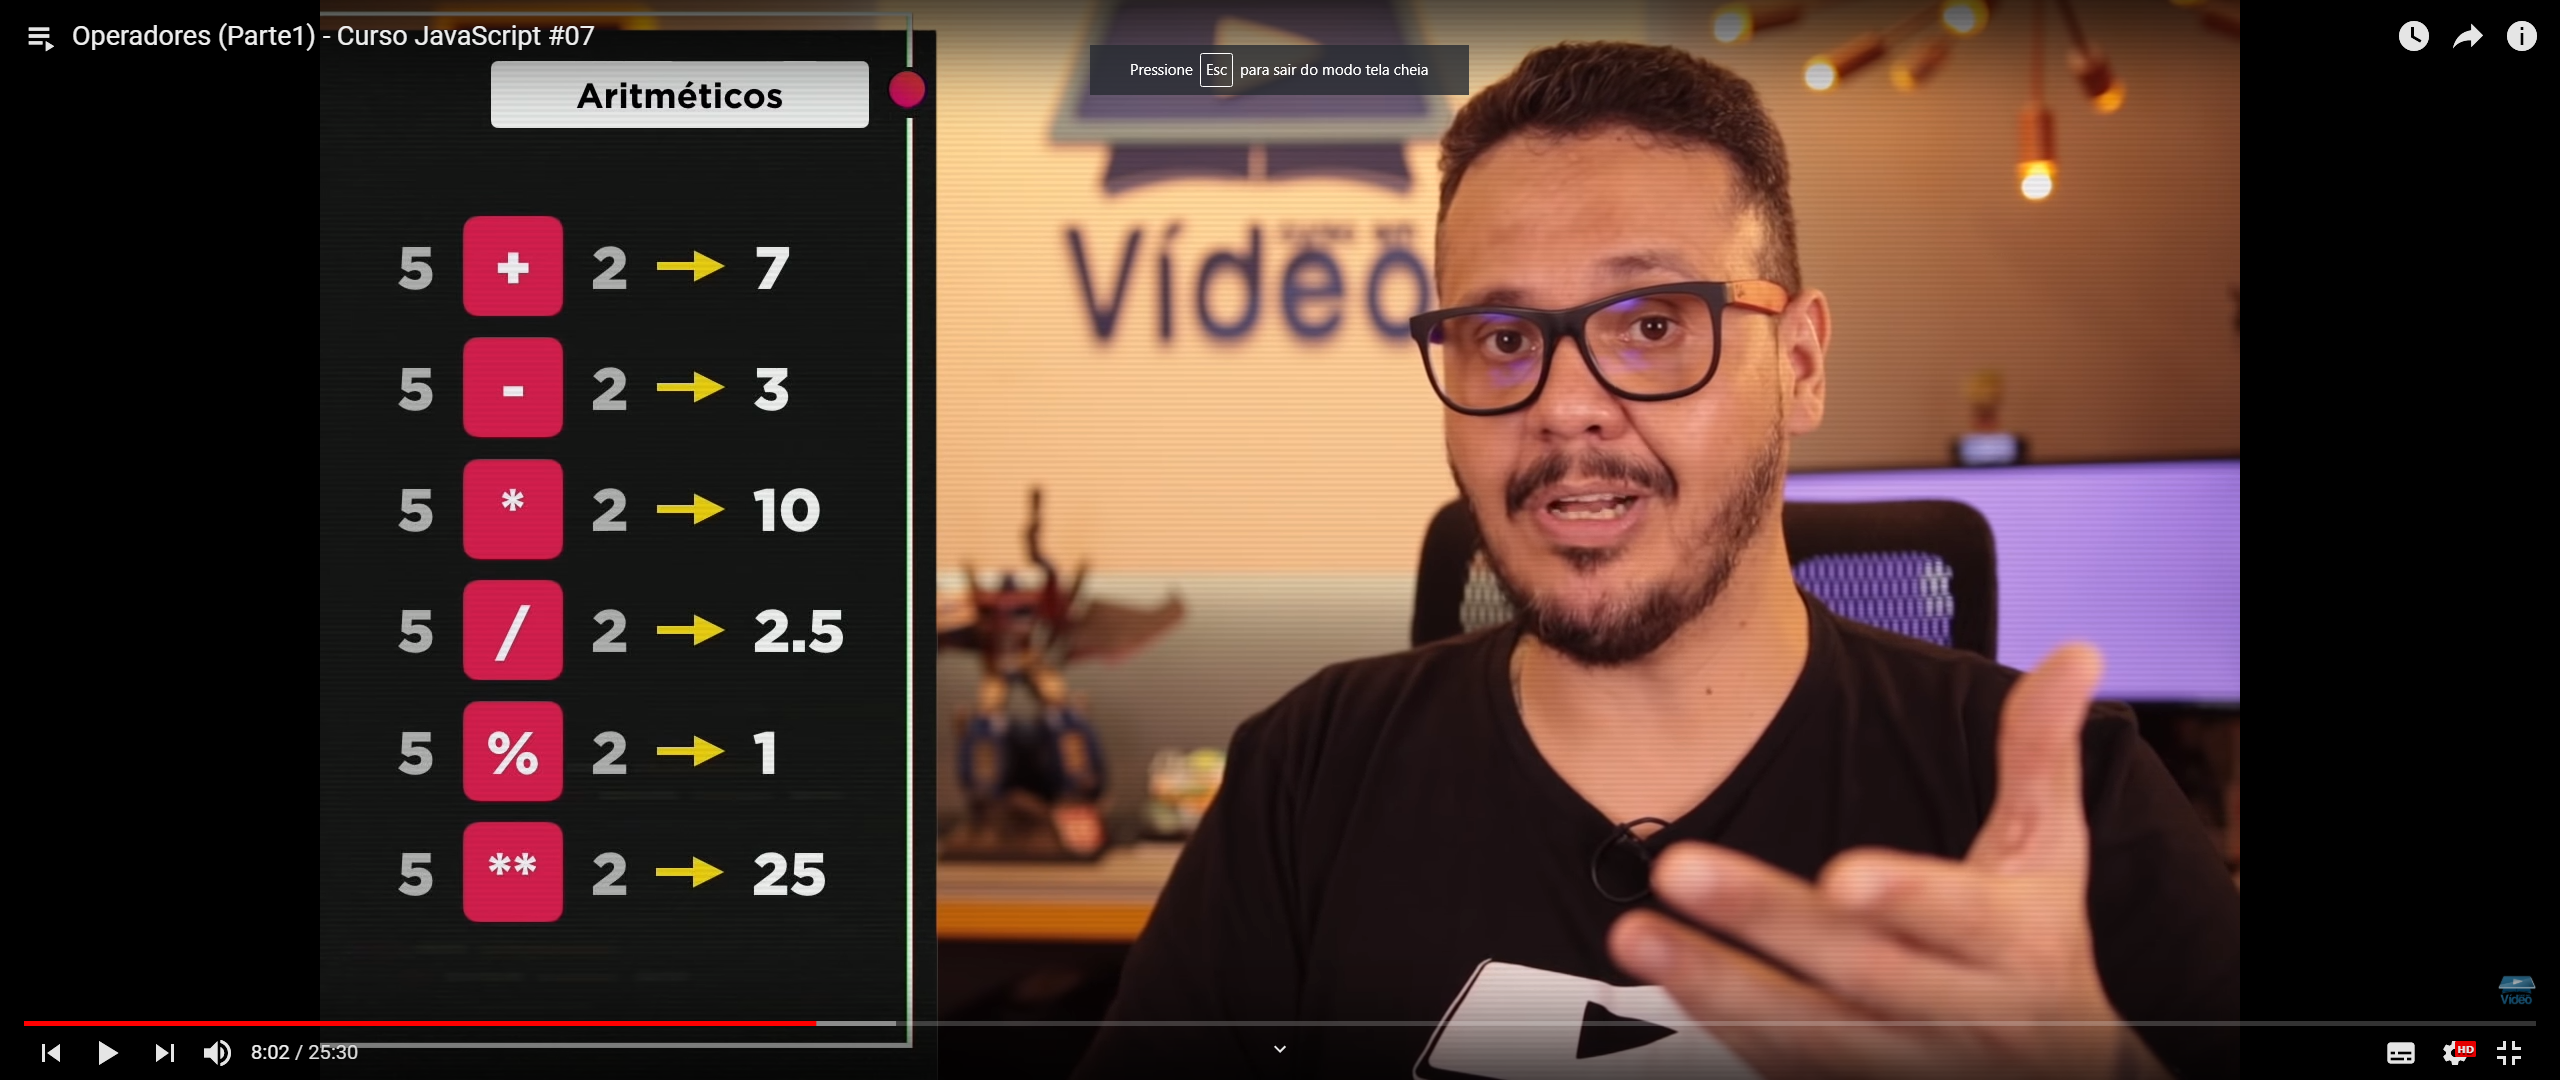 Operadores (Parte1) - Curso JavaScript #07
Pressione Esc para sair do modo tela cheia
Aritméticos
5 + 2 → 7
5 - 2 → 3
5 * 2 → 10
5 / 2 → 2.5
5 % 2 → 1
5 ** 2 → 25
Vídeo
Vídeo
8:02 / 25:30
HD